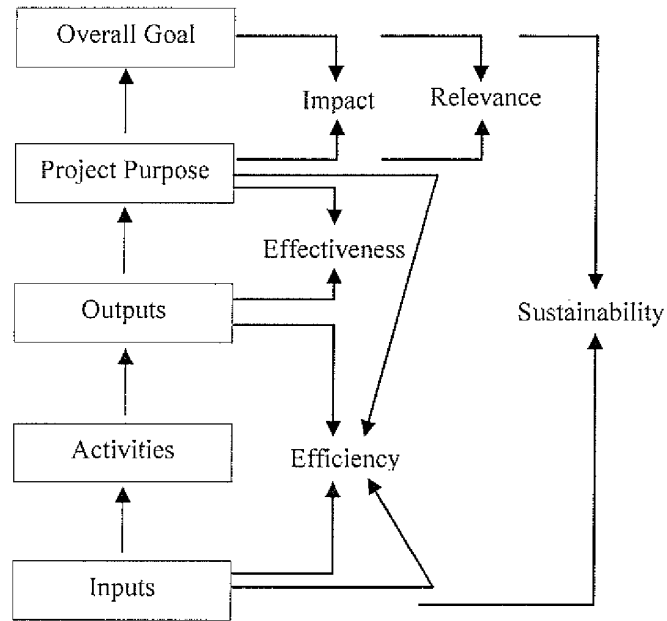 Overall Goal
Impact
Relevance
Project Purpose
Effectiveness
Outputs
Sustainability
Activities
Efficiency
Inputs